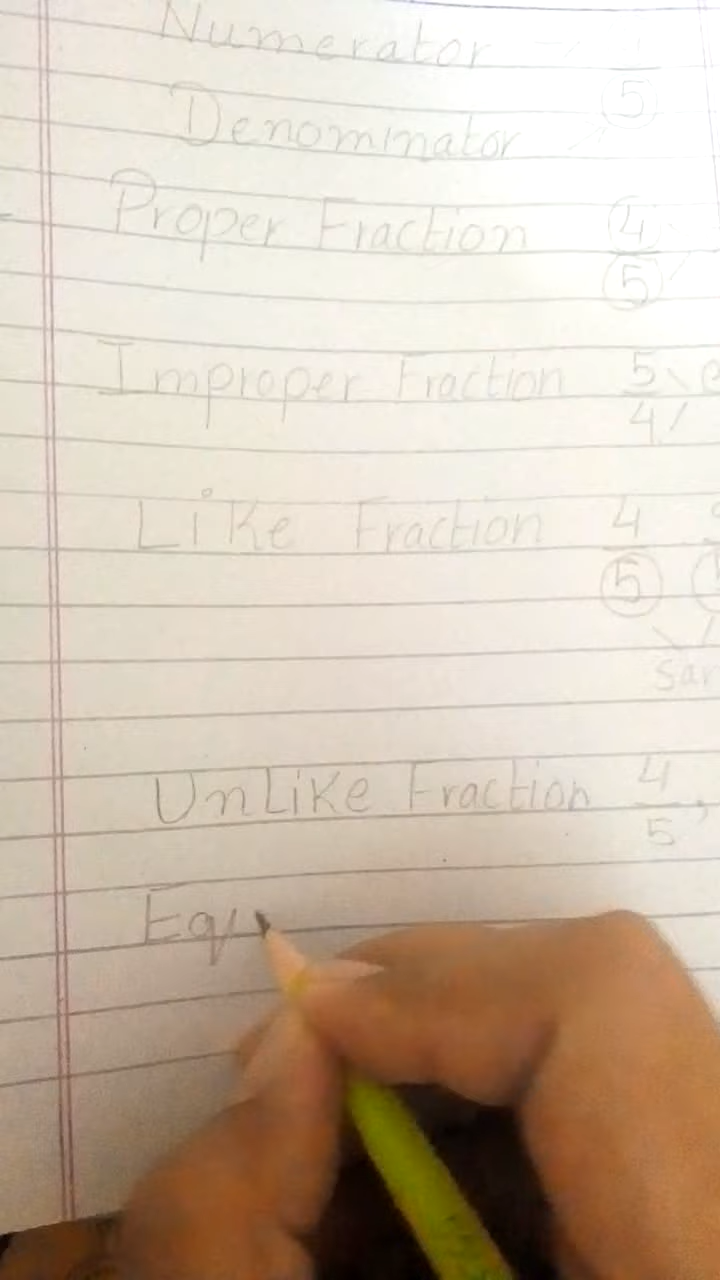 Numerator →
5
Denominator
Proper Fraction 4
5
Improper Fraction 5
4
Like Fraction 4
5
Unlike Fraction 4
5 ,
Equ